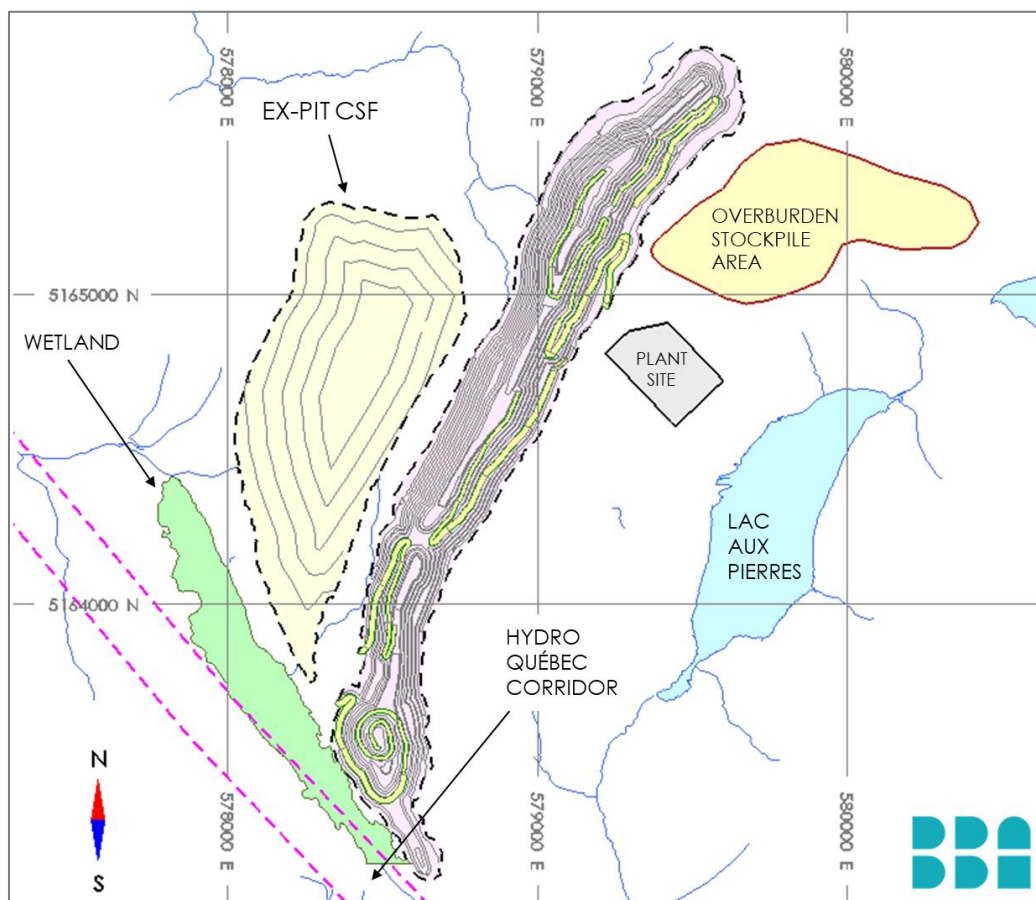 578000 E
579000 E
580000 E
EX-PIT CSF
OVERBURDEN
STOCKPILE
AREA
5165000 N
WETLAND
PLANT
SITE
LAC
AUX
PIERRES
5164000 N
HYDRO
QUÉBEC
CORRIDOR
N
S
578000 E
579000 E
580000 E
BBA